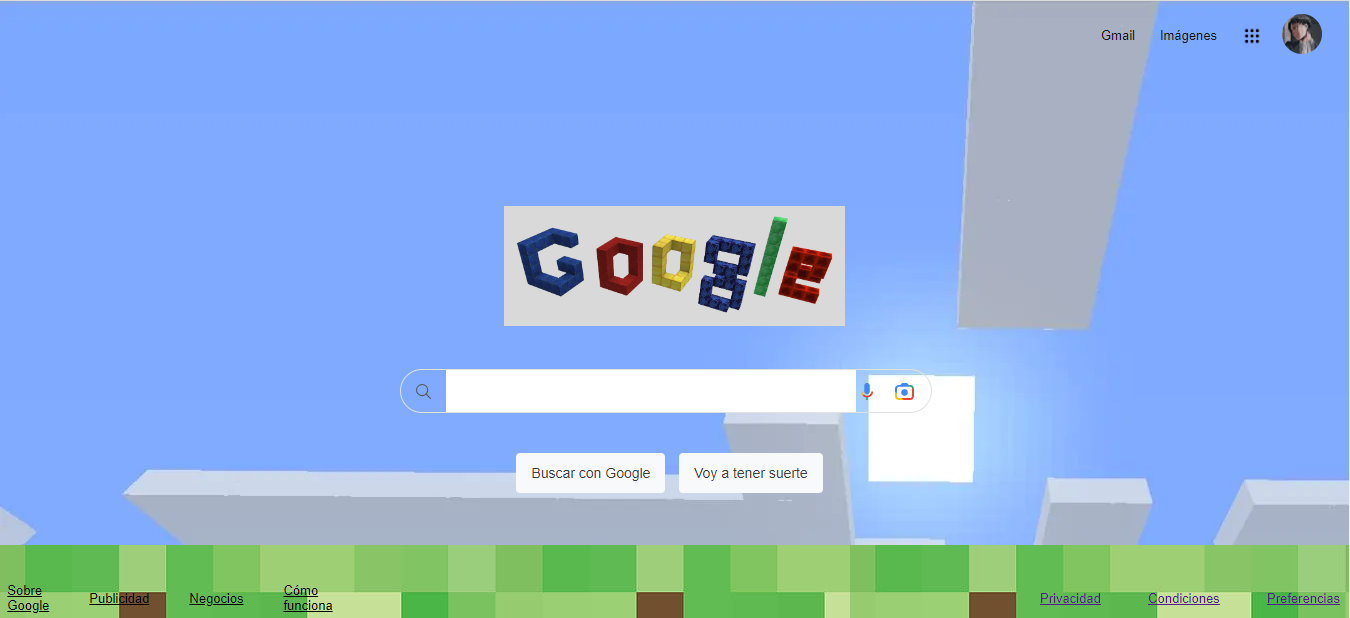 Gmail Imágenes
Google
Buscar con Google Voy a tener suerte
Sobre
Google
Publicidad
Negocios
Cómo
funciona
Privacidad
Condiciones
Preferencias